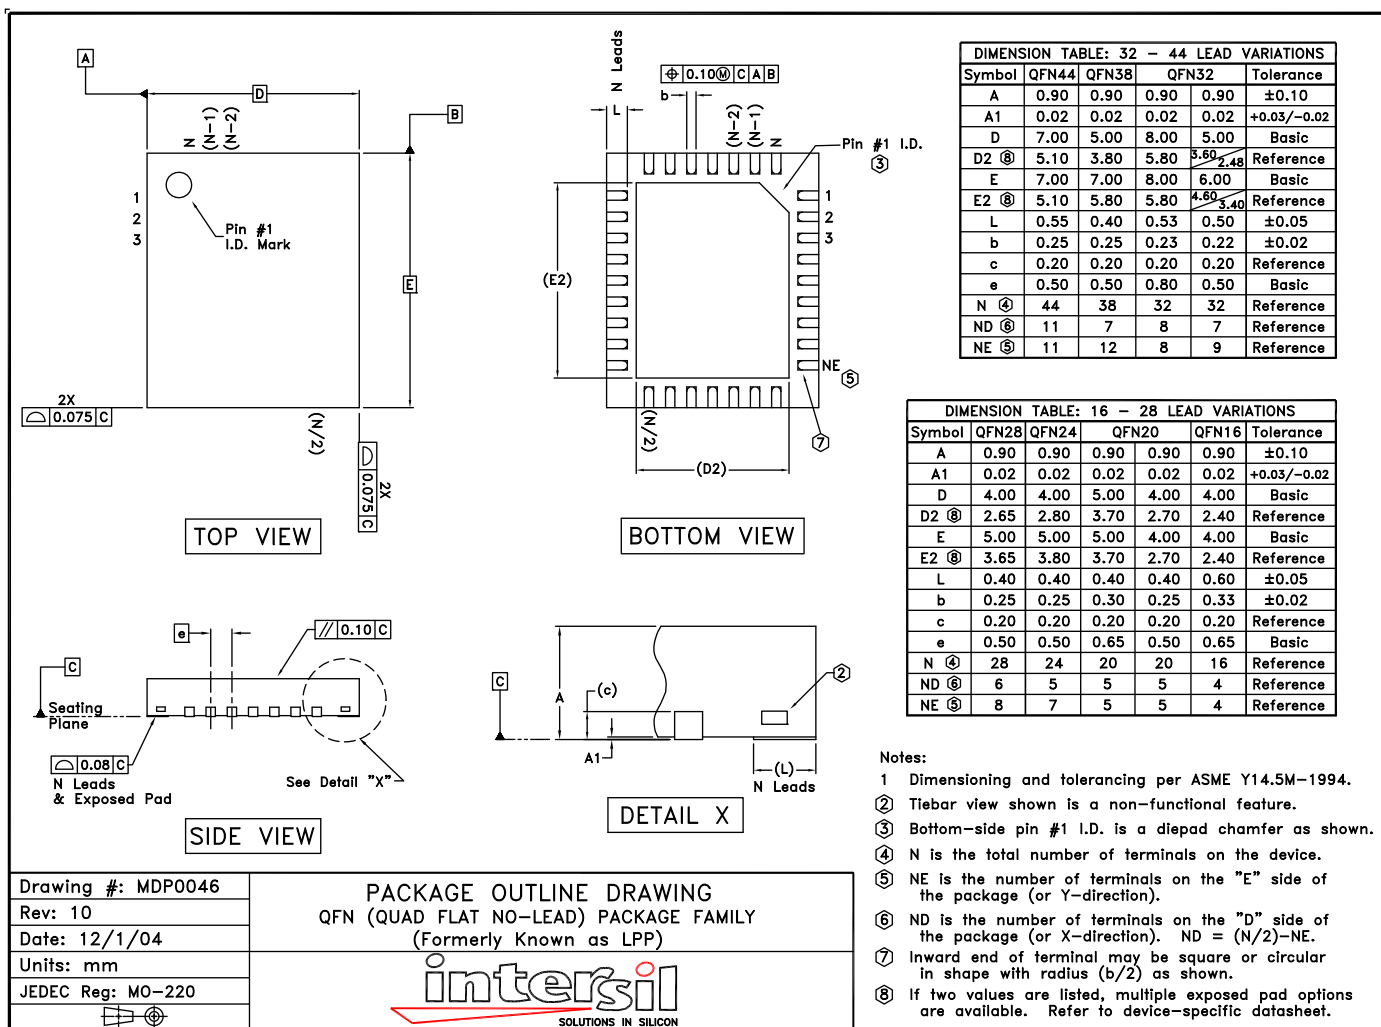 A
D
B
N
(N-1)
(N-2)
1
2
3
Pin #1
I.D. Mark
E
2X
⌓ 0.075 C
(N/2)
2X
⌓ 0.075 C
TOP VIEW
N Leads
L
⌖ 0.10Ⓜ C A B
b
(N-2)
(N-1)
N
Pin #1 I.D.
3
1
2
3
(E2)
NE
5
7
(N/2)
(D2)
BOTTOM VIEW
e
// 0.10 C
C
Seating
Plane
⌓ 0.08 C
N Leads
& Exposed Pad
See Detail "X"
SIDE VIEW
C
A
(c)
2
A1
(L)
N Leads
DETAIL X
DIMENSION TABLE: 32 - 44 LEAD VARIATIONS
Symbol QFN44 QFN38 QFN32 Tolerance
A 0.90 0.90 0.90 0.90 ±0.10
A1 0.02 0.02 0.02 0.02 +0.03/-0.02
D 7.00 5.00 8.00 5.00 Basic
D2 ⑧ 5.10 3.80 5.80 3.60/2.48 Reference
E 7.00 7.00 8.00 6.00 Basic
E2 ⑧ 5.10 5.80 5.80 4.60/3.40 Reference
L 0.55 0.40 0.53 0.50 ±0.05
b 0.25 0.25 0.23 0.22 ±0.02
c 0.20 0.20 0.20 0.20 Reference
e 0.50 0.50 0.80 0.50 Basic
N ④ 44 38 32 32 Reference
ND ⑥ 11 7 8 7 Reference
NE ⑤ 11 12 8 9 Reference
DIMENSION TABLE: 16 - 28 LEAD VARIATIONS
Symbol QFN28 QFN24 QFN20 QFN16 Tolerance
A 0.90 0.90 0.90 0.90 0.90 ±0.10
A1 0.02 0.02 0.02 0.02 0.02 +0.03/-0.02
D 4.00 4.00 5.00 4.00 4.00 Basic
D2 ⑧ 2.65 2.80 3.70 2.70 2.40 Reference
E 5.00 5.00 5.00 4.00 4.00 Basic
E2 ⑧ 3.65 3.80 3.70 2.70 2.40 Reference
L 0.40 0.40 0.40 0.40 0.60 ±0.05
b 0.25 0.25 0.30 0.25 0.33 ±0.02
c 0.20 0.20 0.20 0.20 0.20 Reference
e 0.50 0.50 0.65 0.50 0.65 Basic
N ④ 28 24 20 20 16 Reference
ND ⑥ 6 5 5 5 4 Reference
NE ⑤ 8 7 5 5 4 Reference
Notes:
1 Dimensioning and tolerancing per ASME Y14.5M-1994.
② Tiebar view shown is a non-functional feature.
③ Bottom-side pin #1 I.D. is a diepad chamfer as shown.
④ N is the total number of terminals on the device.
⑤ NE is the number of terminals on the "E" side of
the package (or Y-direction).
⑥ ND is the number of terminals on the "D" side of
the package (or X-direction). ND = (N/2)-NE.
⑦ Inward end of terminal may be square or circular
in shape with radius (b/2) as shown.
⑧ If two values are listed, multiple exposed pad options
are available. Refer to device-specific datasheet.
Drawing #: MDP0046
Rev: 10
Date: 12/1/04
Units: mm
JEDEC Reg: MO-220
PACKAGE OUTLINE DRAWING
QFN (QUAD FLAT NO-LEAD) PACKAGE FAMILY
(Formerly Known as LPP)
intersil
SOLUTIONS IN SILICON